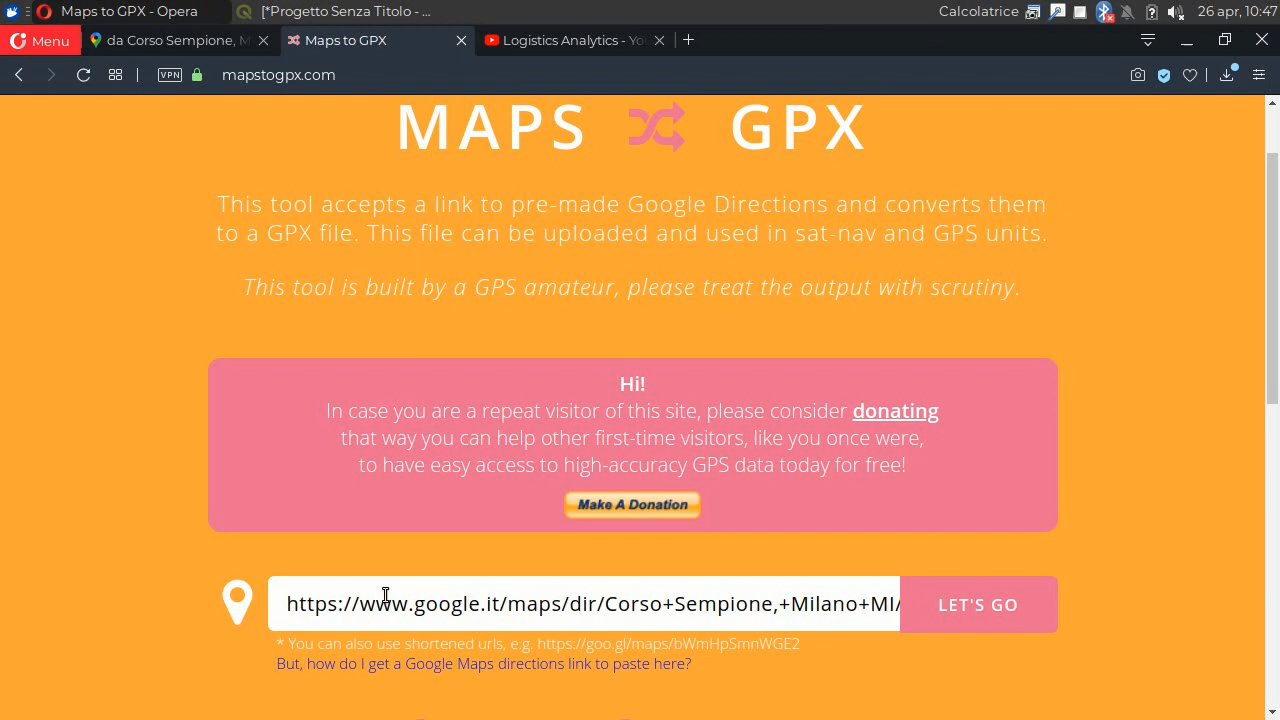 Maps to GPX - Opera
[*Progetto Senza Titolo - ...
Calcolatrice
26 apr, 10:47
Menu
da Corso Sempione, M
Maps to GPX
Logistics Analytics - Yo
VPN
mapstogpx.com
MAPS GPX
This tool accepts a link to pre-made Google Directions and converts them
to a GPX file. This file can be uploaded and used in sat-nav and GPS units.
This tool is built by a GPS amateur, please treat the output with scrutiny.
Hi!
In case you are a repeat visitor of this site, please consider donating
that way you can help other first-time visitors, like you once were,
to have easy access to high-accuracy GPS data today for free!
Make A Donation
https://www.google.it/maps/dir/Corso+Sempione,+Milano+MI/
LET'S GO
* You can also use shortened urls, e.g. https://goo.gl/maps/bWmHpSmnWGE2
But, how do I get a Google Maps directions link to paste here?